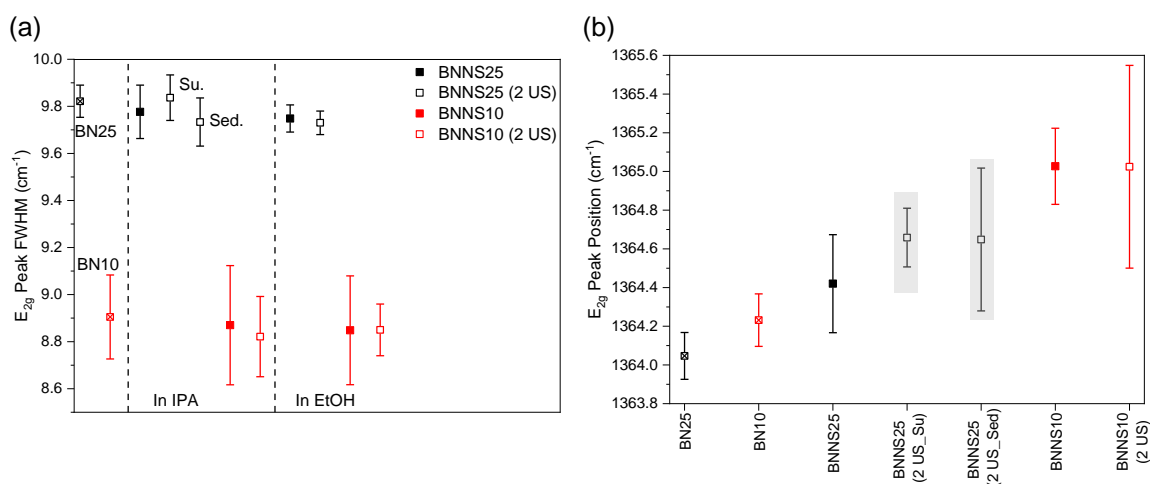 (a)
E2g Peak FWHM (cm⁻¹)
10.0
9.8
9.6
9.4
9.2
9.1
9.0
8.8
8.6
BN25
BN10
Su.
Sed.
In IPA
In EtOH
BNNS25
BNNS25 (2 US)
BNNS10
BNNS10 (2 US)
(b)
E2g Peak Position (cm⁻¹)
1365.6
1365.4
1365.2
1365.0
1364.8
1364.6
1364.4
1364.2
1364.0
1363.8
BN25
BN10
BNNS25
BNNS25
(2 US_Su)
BNNS25
(2 US_Sed)
BNNS10
BNNS10
(2 US)